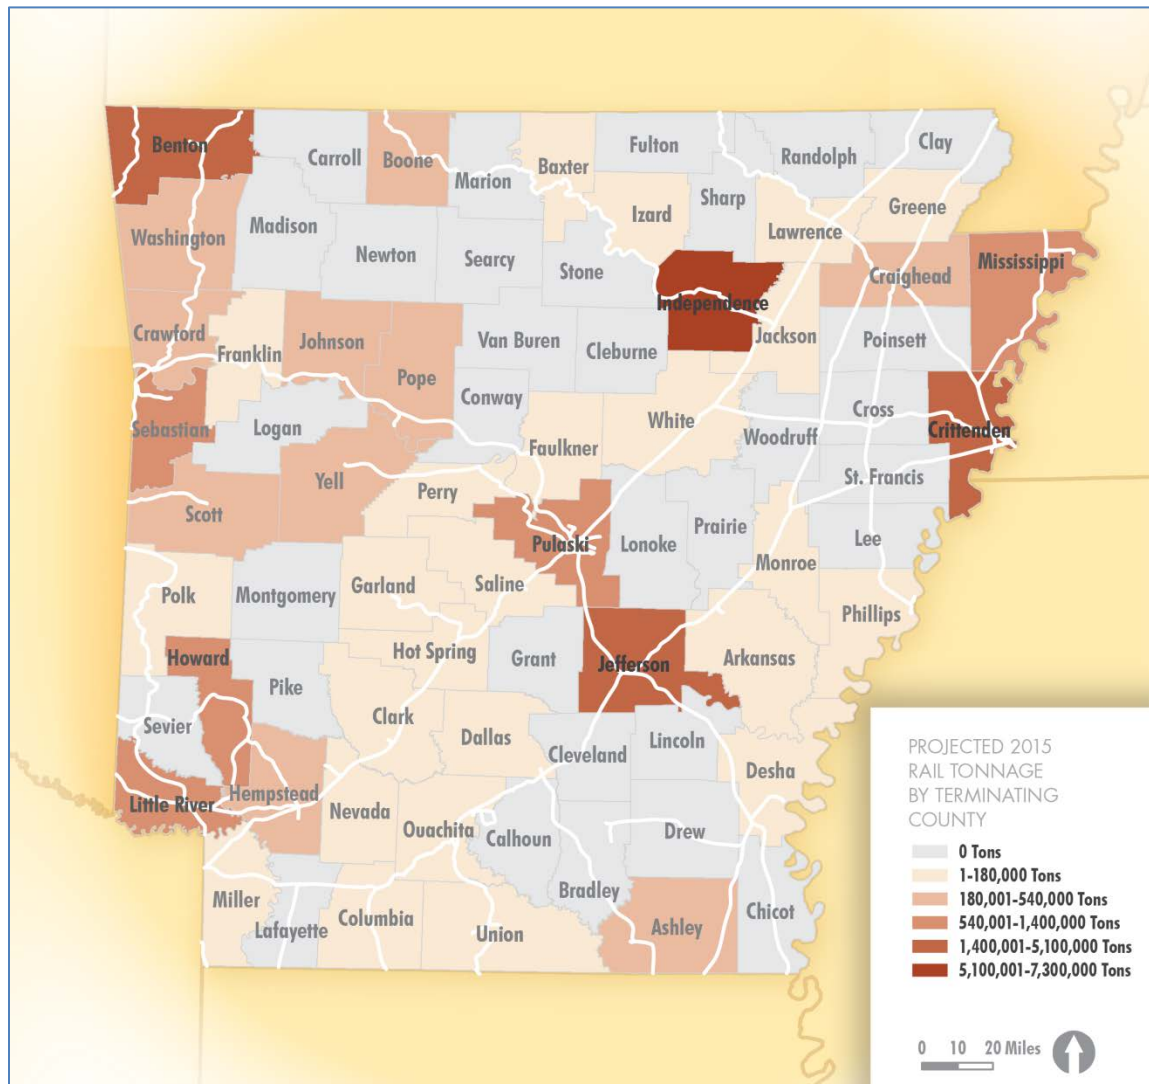 Benton
Carroll
Boone
Marion
Baxter
Fulton
Randolph
Clay
Sharp
Izard
Greene
Lawrence
Madison
Washington
Newton
Searcy
Stone
Independence
Craighead
Mississippi
Crawford
Franklin
Johnson
Pope
Van Buren
Cleburne
Jackson
Poinsett
Conway
White
Cross
Crittenden
Sebastian
Logan
Faulkner
Woodruff
Yell
Perry
St. Francis
Scott
Pulaski
Lonoke
Prairie
Lee
Monroe
Polk
Montgomery
Garland
Saline
Phillips
Howard
Hot Spring
Grant
Jefferson
Arkansas
Pike
Sevier
Clark
Dallas
Cleveland
Lincoln
Desha
Little River
Hempstead
Nevada
Ouachita
Calhoun
Drew
Bradley
Miller
Lafayette
Columbia
Union
Ashley
Chicot
PROJECTED 2015
RAIL TONNAGE
BY TERMINATING
COUNTY
0 Tons
1-180,000 Tons
180,001-540,000 Tons
540,001-1,400,000 Tons
1,400,001-5,100,000 Tons
5,100,001-7,300,000 Tons
0 10 20 Miles